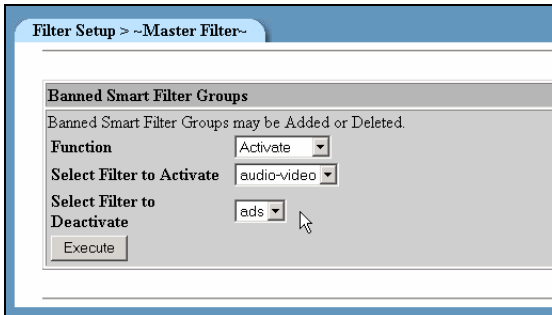 Filter Setup > ~Master Filter~
Banned Smart Filter Groups
Banned Smart Filter Groups may be Added or Deleted.
Function Activate
Select Filter to Activate audio-video
Select Filter to
Deactivate ads
Execute